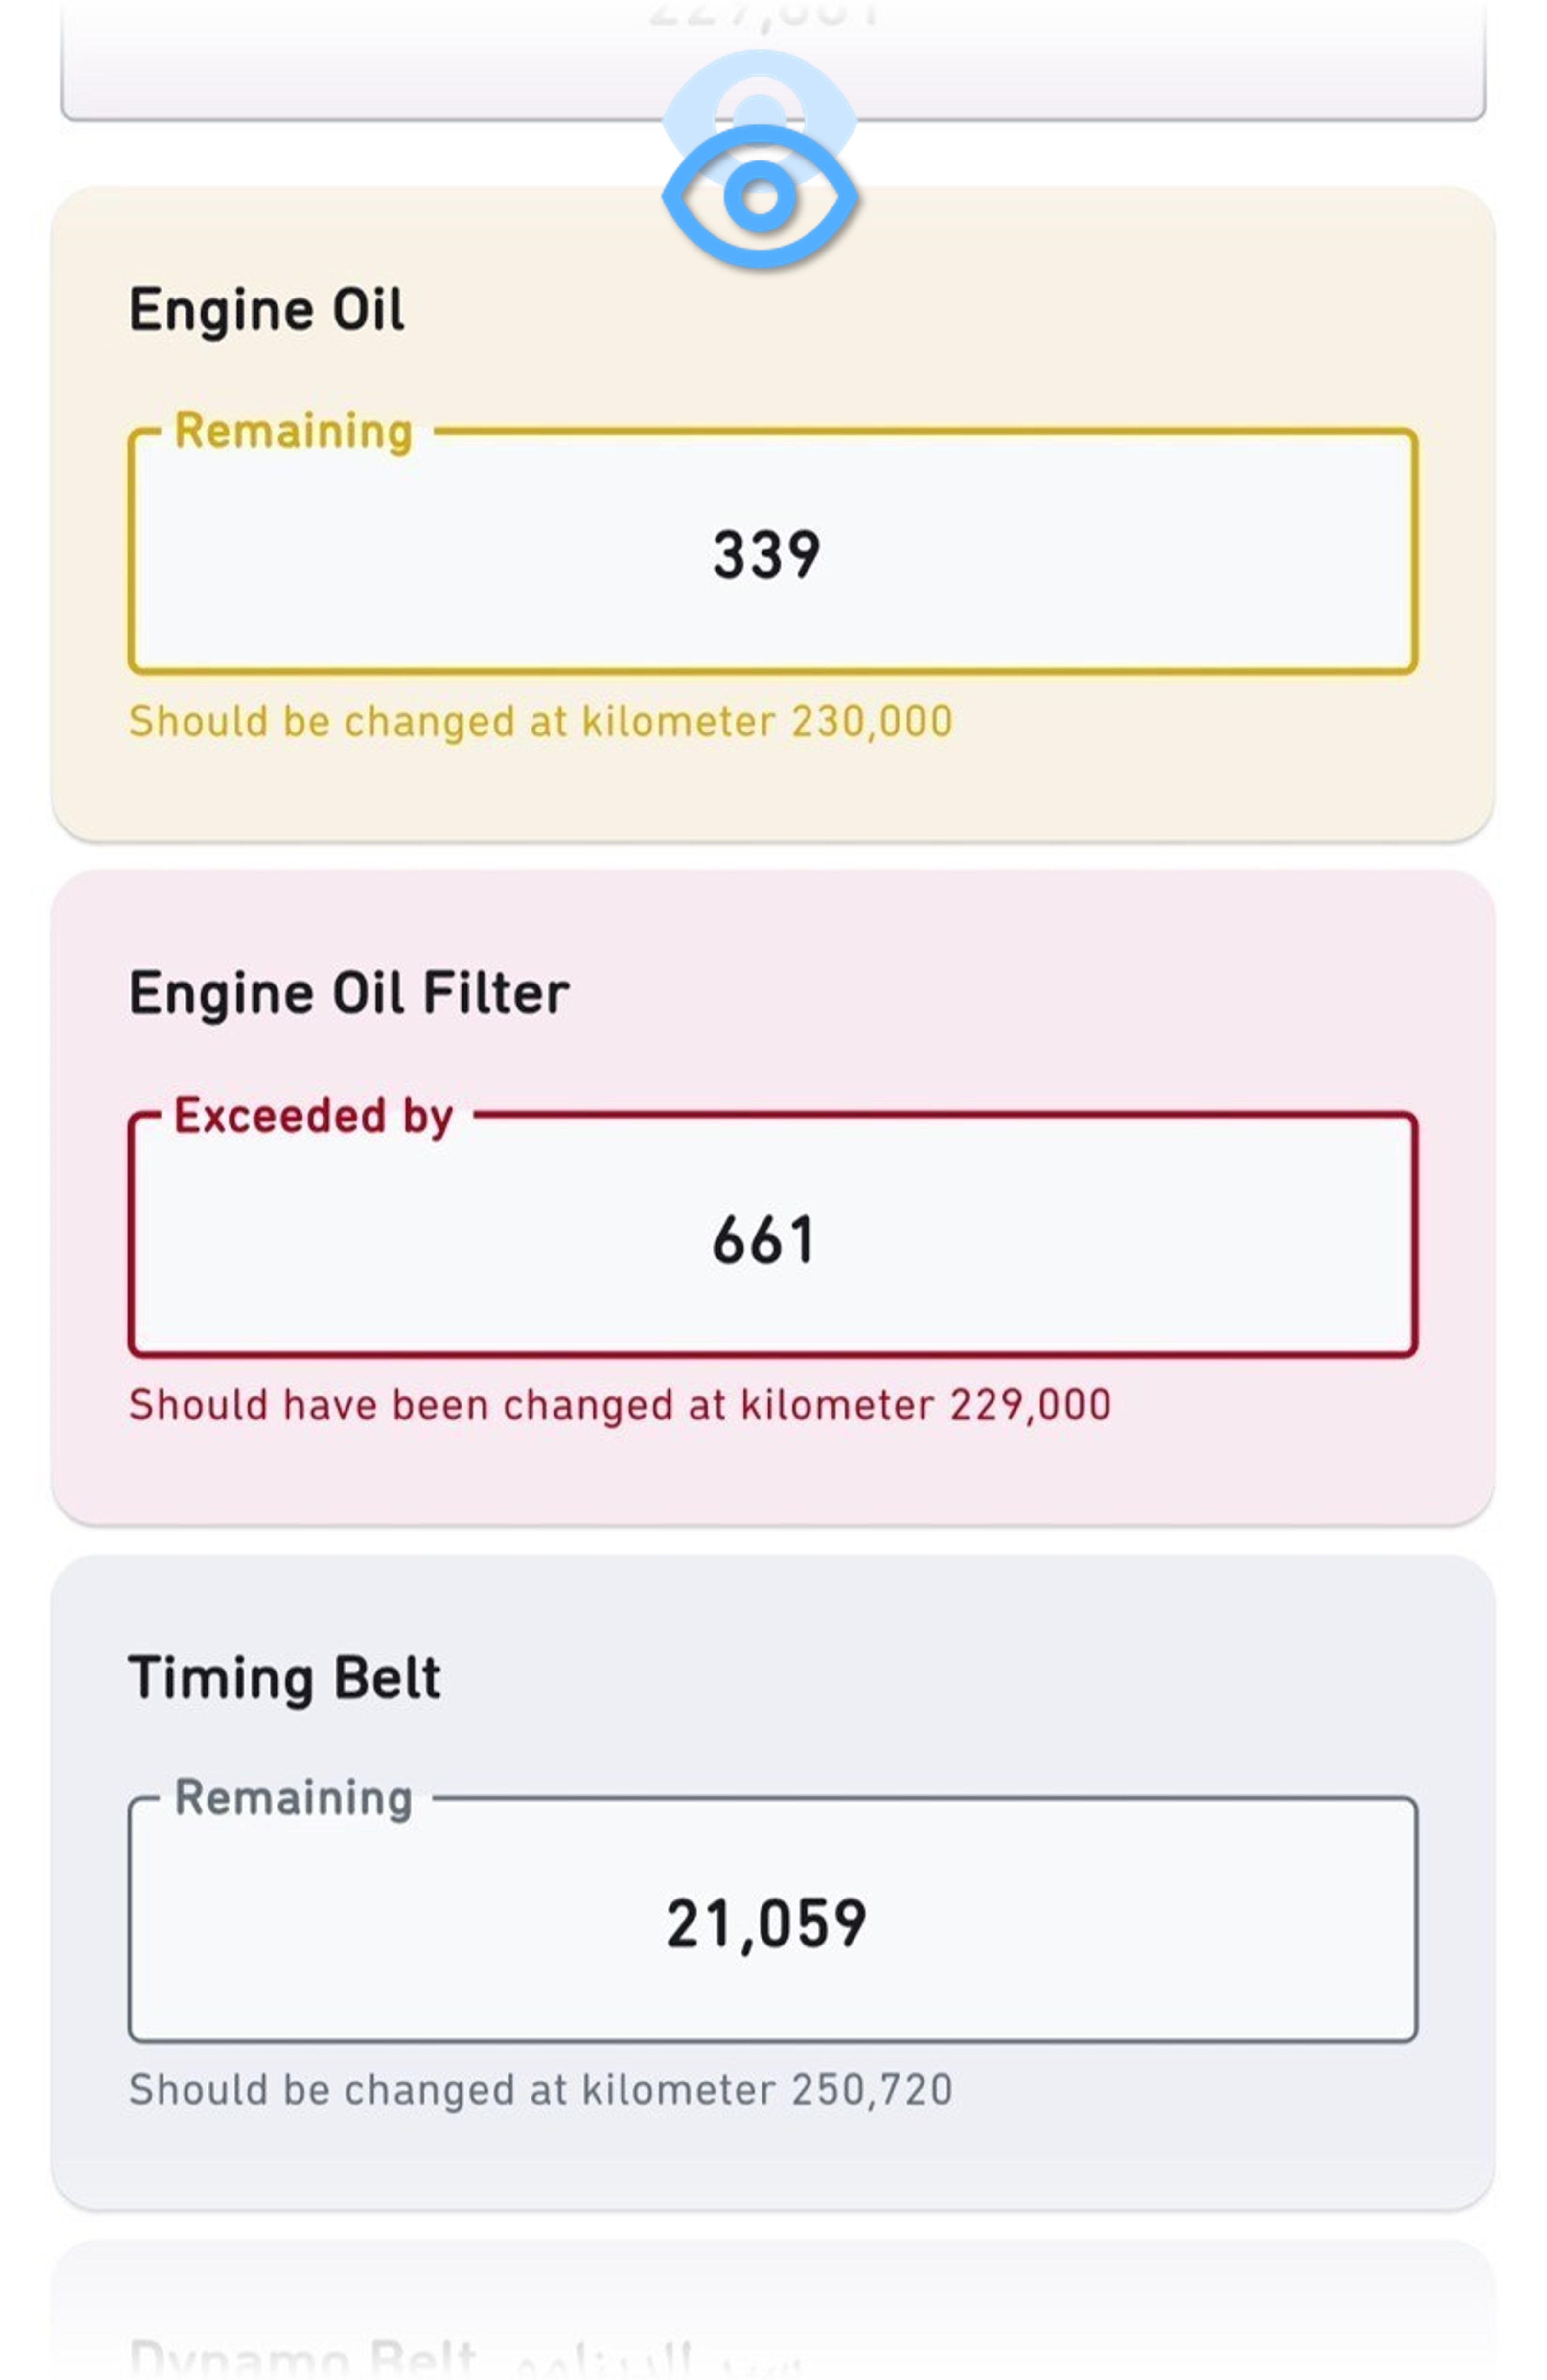 Engine Oil
Remaining
339
Should be changed at kilometer 230,000
Engine Oil Filter
Exceeded by
661
Should have been changed at kilometer 229,000
Timing Belt
Remaining
21,059
Should be changed at kilometer 250,720
Dynamo Belt